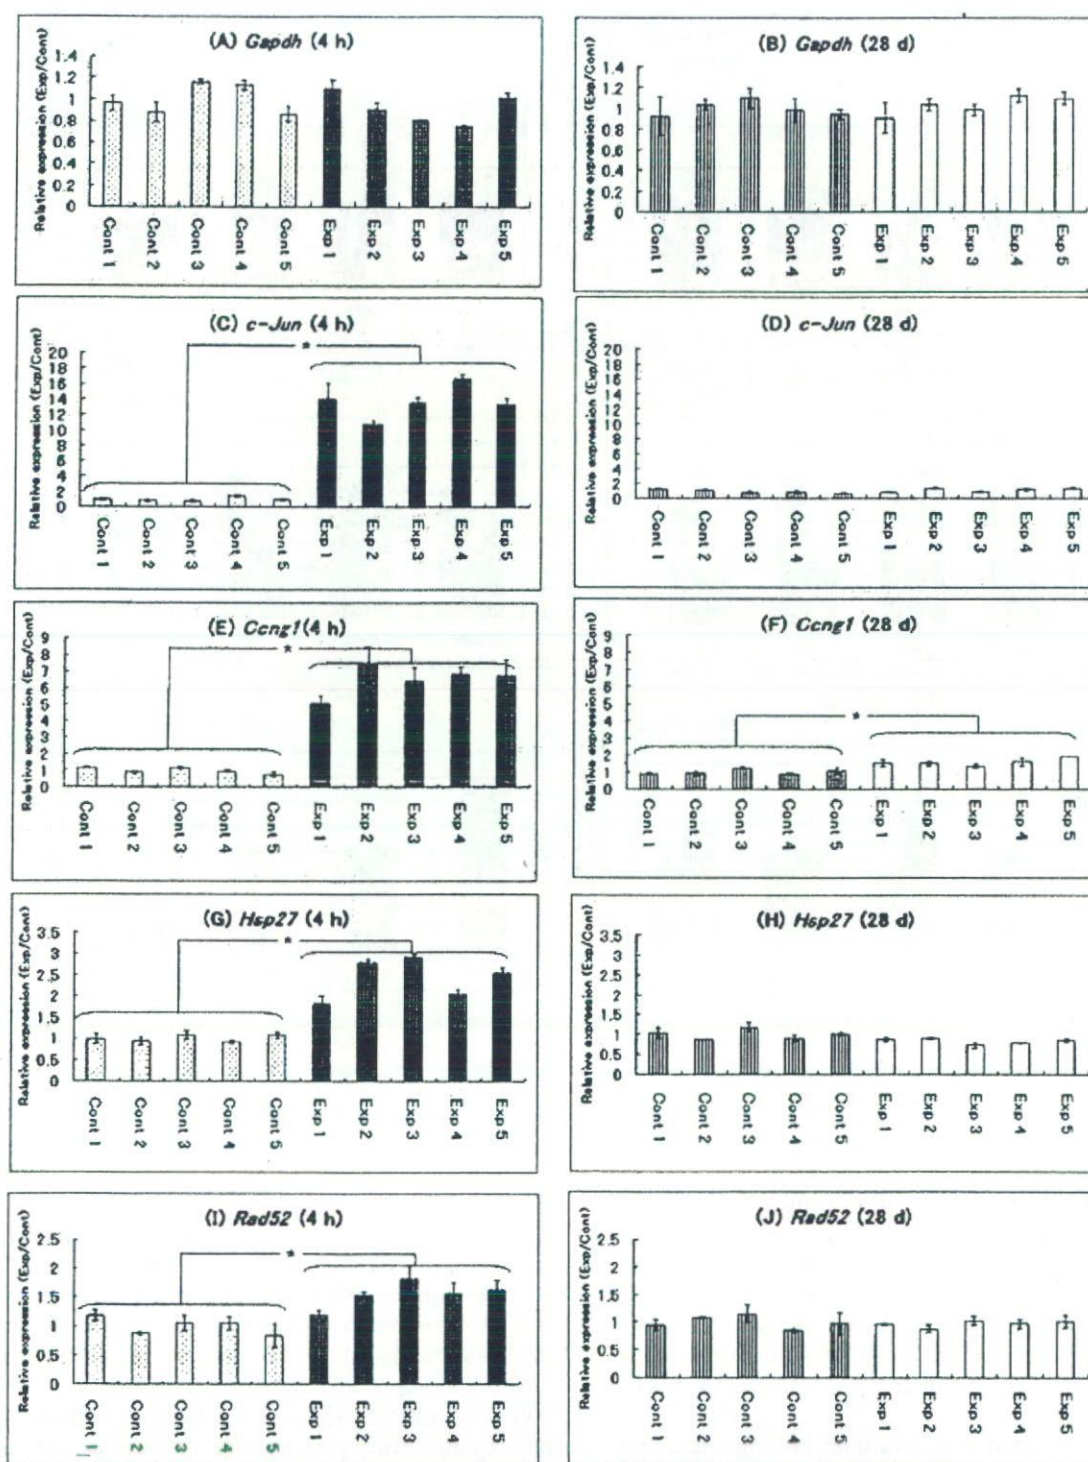 (A) Gapdh (4 h)
Relative expression (Exp/Cont)
1.4
1.2
1
0.8
0.6
0.4
0.2
0
Cont 1
Cont 2
Cont 3
Cont 4
Cont 5
Exp 1
Exp 2
Exp 3
Exp 4
Exp 5
(B) Gapdh (28 d)
Relative expression (Exp/Cont)
1.4
1.2
1
0.8
0.6
0.4
0.2
0
Cont 1
Cont 2
Cont 3
Cont 4
Cont 5
Exp 1
Exp 2
Exp 3
Exp 4
Exp 5
(C) c-Jun (4 h)
*
Relative expression (Exp/Cont)
20
18
16
14
12
10
8
6
4
2
0
Cont 1
Cont 2
Cont 3
Cont 4
Cont 5
Exp 1
Exp 2
Exp 3
Exp 4
Exp 5
(D) c-Jun (28 d)
Relative expression (Exp/Cont)
20
18
16
14
12
10
8
6
4
2
0
Cont 1
Cont 2
Cont 3
Cont 4
Cont 5
Exp 1
Exp 2
Exp 3
Exp 4
Exp 5
(E) Ccng1 (4 h)
*
Relative expression (Exp/Cont)
9
8
7
6
5
4
3
2
1
0
Cont 1
Cont 2
Cont 3
Cont 4
Cont 5
Exp 1
Exp 2
Exp 3
Exp 4
Exp 5
(F) Ccng1 (28 d)
*
Relative expression (Exp/Cont)
9
8
7
6
5
4
3
2
1
0
Cont 1
Cont 2
Cont 3
Cont 4
Cont 5
Exp 1
Exp 2
Exp 3
Exp 4
Exp 5
(G) Hsp27 (4 h)
*
Relative expression (Exp/Cont)
3.5
3
2.5
2
1.5
1
0.5
0
Cont 1
Cont 2
Cont 3
Cont 4
Cont 5
Exp 1
Exp 2
Exp 3
Exp 4
Exp 5
(H) Hsp27 (28 d)
Relative expression (Exp/Cont)
3.5
3
2.5
2
1.5
1
0.5
0
Cont 1
Cont 2
Cont 3
Cont 4
Cont 5
Exp 1
Exp 2
Exp 3
Exp 4
Exp 5
(I) Rad52 (4 h)
*
Relative expression (Exp/Cont)
2.5
2
1.5
1
0.5
0
Cont 1
Cont 2
Cont 3
Cont 4
Cont 5
Exp 1
Exp 2
Exp 3
Exp 4
Exp 5
(J) Rad52 (28 d)
Relative expression (Exp/Cont)
2.5
2
1.5
1
0.5
0
Cont 1
Cont 2
Cont 3
Cont 4
Cont 5
Exp 1
Exp 2
Exp 3
Exp 4
Exp 5